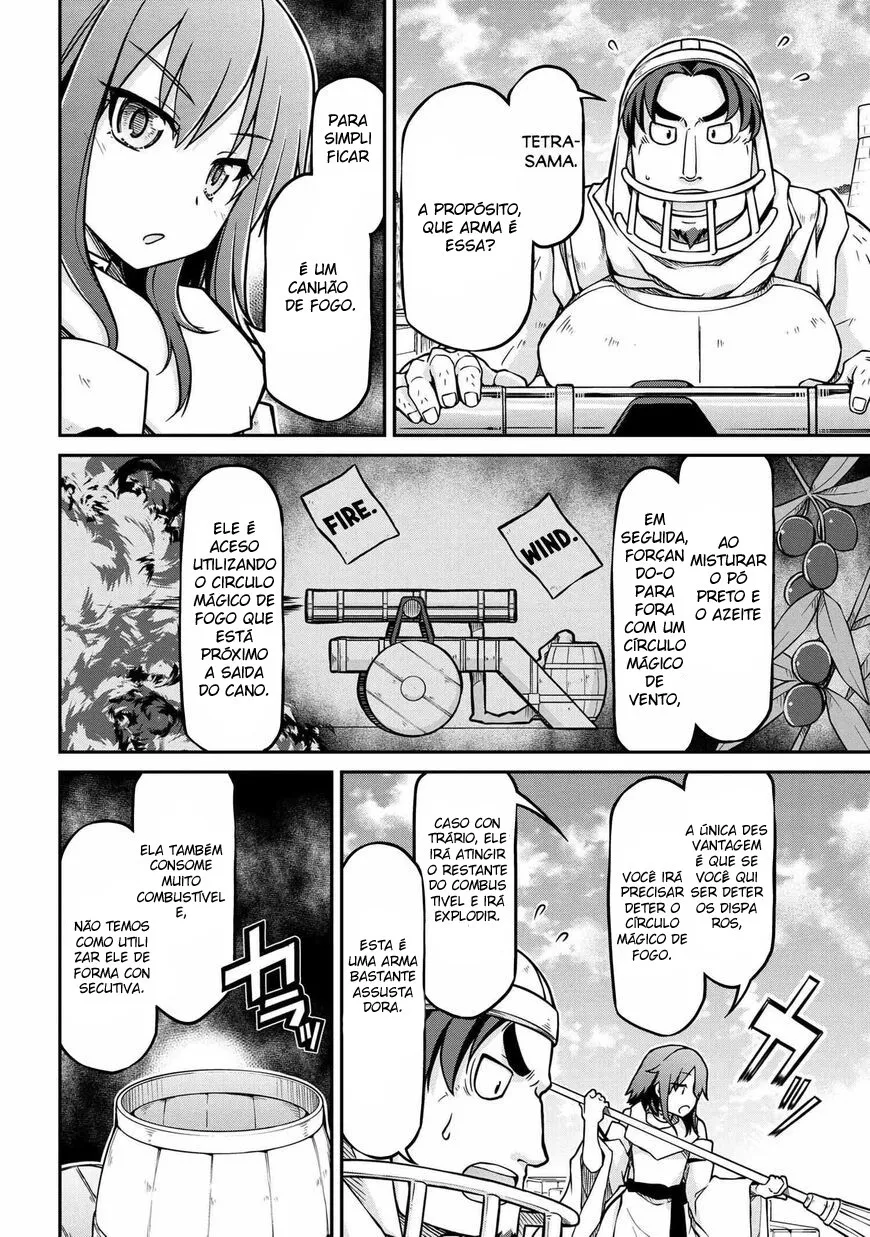 TETRA-
SAMA.
A PROPÓSITO,
QUE ARMA É
ESSA?
PARA
SIMPLI
FICAR
É UM
CANHÃO
DE FOGO.
AO
MISTURAR
O PÓ
PRETO
E O AZEITE
EM
SEGUIDA,
FORÇAN
DO-O
PARA
FORA
COM UM
CÍRCULO
MÁGICO
DE
VENTO,
WIND.
FIRE.
ELE É
ACESO
UTILIZANDO
O CIRCULO
MÁGICO DE
FOGO QUE
ESTÁ
PRÓXIMO
A SAIDA
DO CANO.
A ÚNICA DES
VANTAGEM
É QUE SE
VOCÊ QUI
SER DETER
OS DISPA
ROS,
VOCÊ IRÁ
PRECISAR
DETER O
CÍRCULO
MÁGICO DE
FOGO.
CASO CON
TRÁRIO, ELE
IRÁ ATINGIR
O RESTANTE
DO COMBUS
TIVEL E IRÁ
EXPLODIR.
ESTA É
UMA ARMA
BASTANTE
ASSUSTA
DORA.
ELA TAMBÉM
CONSOME
MUITO
COMBUSTÍVEL
E,
NÃO TEMOS
COMO UTILI
ZAR ELE DE
FORMA CON
SECUTIVA.
カラッ